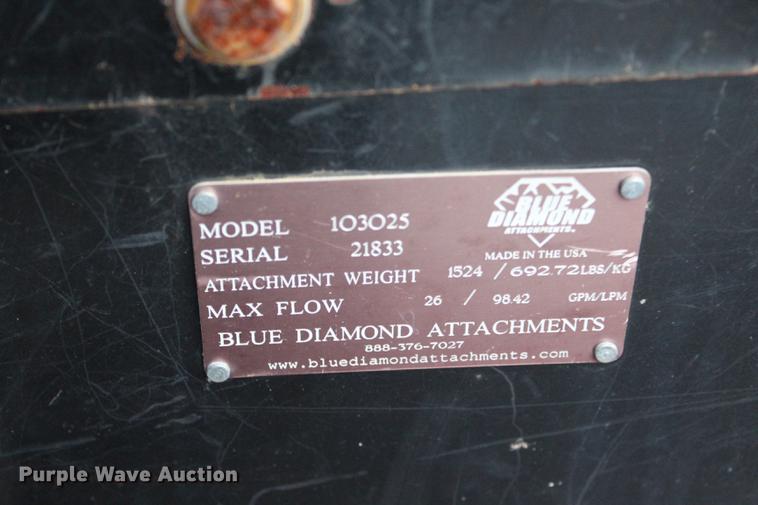 BLUE
DIAMOND
ATTACHMENTS
MODEL 103025
SERIAL 21833
MADE IN THE USA
ATTACHMENT WEIGHT 1524 / 692.72 LBS/KG
MAX FLOW 26 / 98.42 GPM/LPM
BLUE DIAMOND ATTACHMENTS
888-376-7027
www.bluediamondattachments.com
Purple Wave Auction